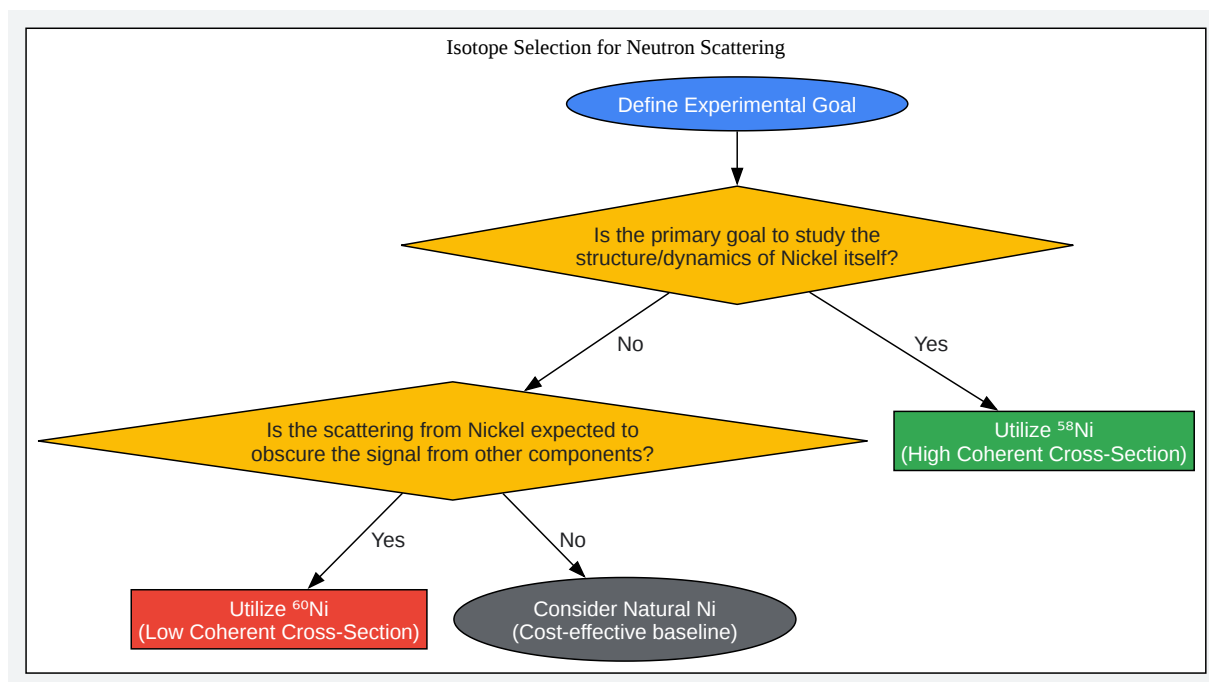 Isotope Selection for Neutron Scattering
Define Experimental Goal
Is the primary goal to study the
structure/dynamics of Nickel itself?
No
Yes
Is the scattering from Nickel expected to
obscure the signal from other components?
Utilize ⁵⁸Ni
(High Coherent Cross-Section)
Yes
No
Utilize ⁶⁰Ni
(Low Coherent Cross-Section)
Consider Natural Ni
(Cost-effective baseline)